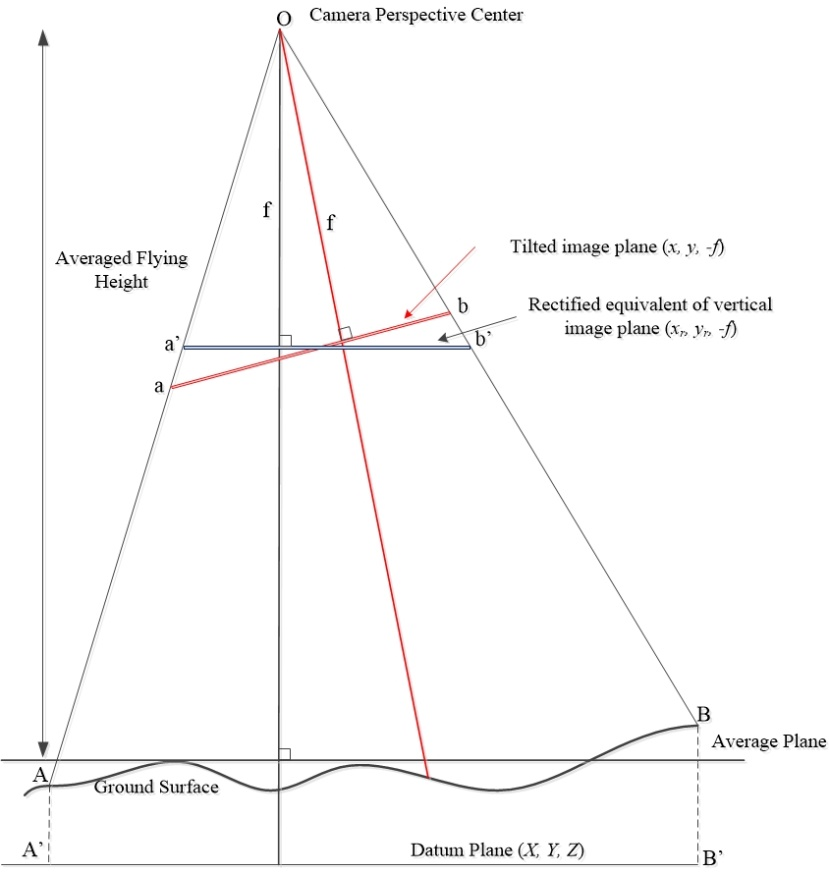 O Camera Perspective Center
f
f
Averaged Flying
Height
Tilted image plane (x, y, -f)
b
Rectified equivalent of vertical
image plane (xr, yr, -f)
a'
b'
a
B
Average Plane
A
Ground Surface
A'
Datum Plane (X, Y, Z)
B'